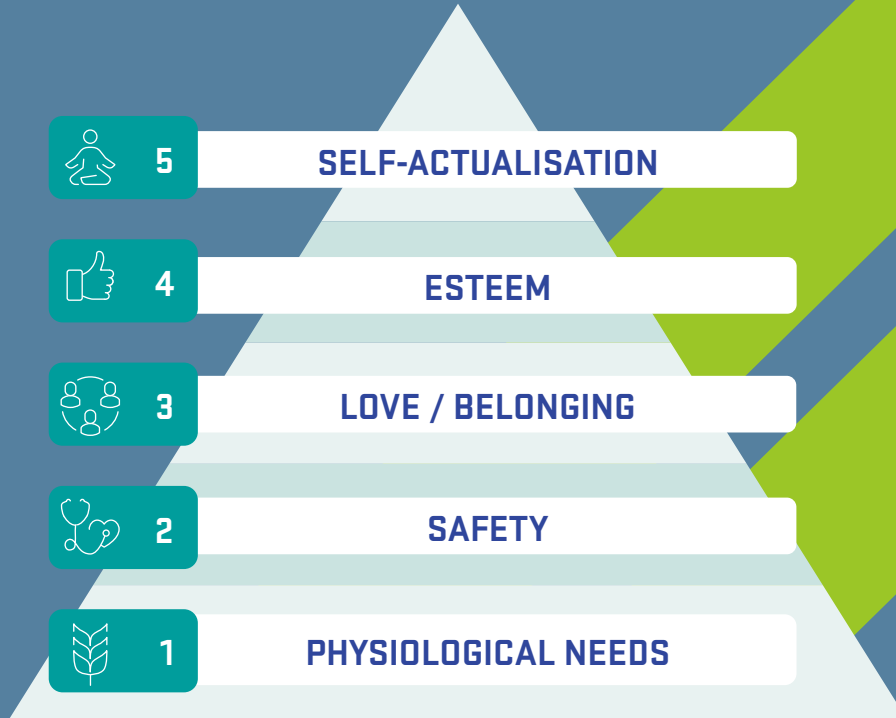 5 SELF-ACTUALISATION
4 ESTEEM
3 LOVE / BELONGING
2 SAFETY
1 PHYSIOLOGICAL NEEDS